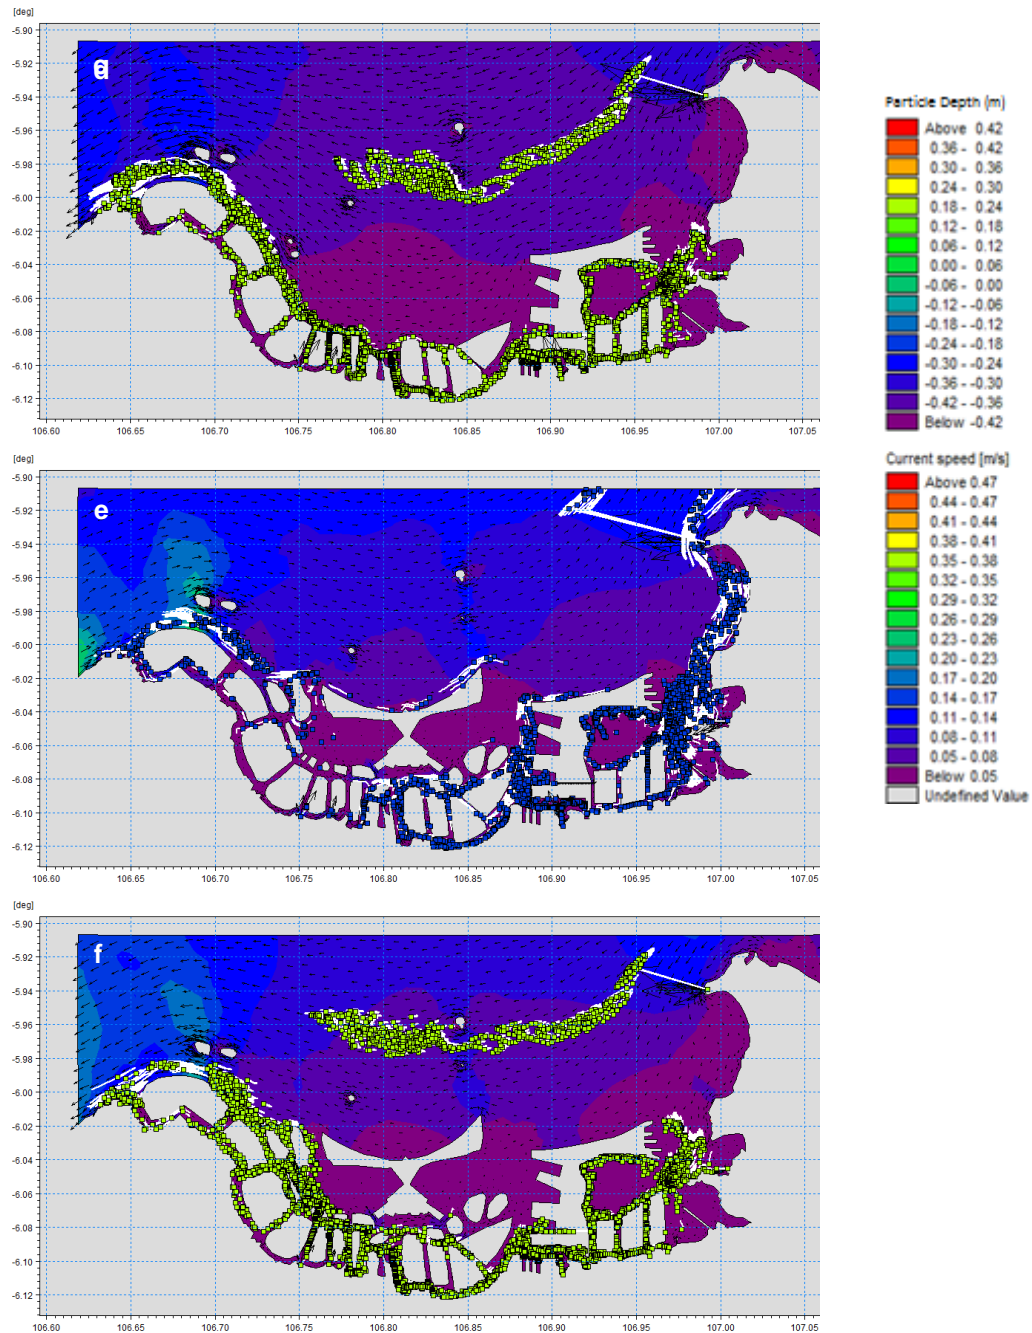 [deg]
-5.90
-5.92
-5.94
-5.96
-5.98
-6.00
-6.02
-6.04
-6.06
-6.08
-6.10
-6.12
106.60 106.65 106.70 106.75 106.80 106.85 106.90 106.95 107.00 107.05
[deg]
e
-5.90
-5.92
-5.94
-5.96
-5.98
-6.00
-6.02
-6.04
-6.06
-6.08
-6.10
-6.12
106.60 106.65 106.70 106.75 106.80 106.85 106.90 106.95 107.00 107.05
[deg]
f
-5.90
-5.92
-5.94
-5.96
-5.98
-6.00
-6.02
-6.04
-6.06
-6.08
-6.10
-6.12
106.60 106.65 106.70 106.75 106.80 106.85 106.90 106.95 107.00 107.05
Particle Depth (m)
Above 0.42
0.36 - 0.42
0.30 - 0.36
0.24 - 0.30
0.18 - 0.24
0.12 - 0.18
0.06 - 0.12
0.00 - 0.06
-0.06 - 0.00
-0.12 - -0.06
-0.18 - -0.12
-0.24 - -0.18
-0.30 - -0.24
-0.36 - -0.30
-0.42 - -0.36
Below -0.42
Current speed [m/s]
Above 0.47
0.44 - 0.47
0.41 - 0.44
0.38 - 0.41
0.35 - 0.38
0.32 - 0.35
0.29 - 0.32
0.26 - 0.29
0.23 - 0.26
0.20 - 0.23
0.17 - 0.20
0.14 - 0.17
0.11 - 0.14
0.08 - 0.11
0.05 - 0.08
Below 0.05
Undefined Value